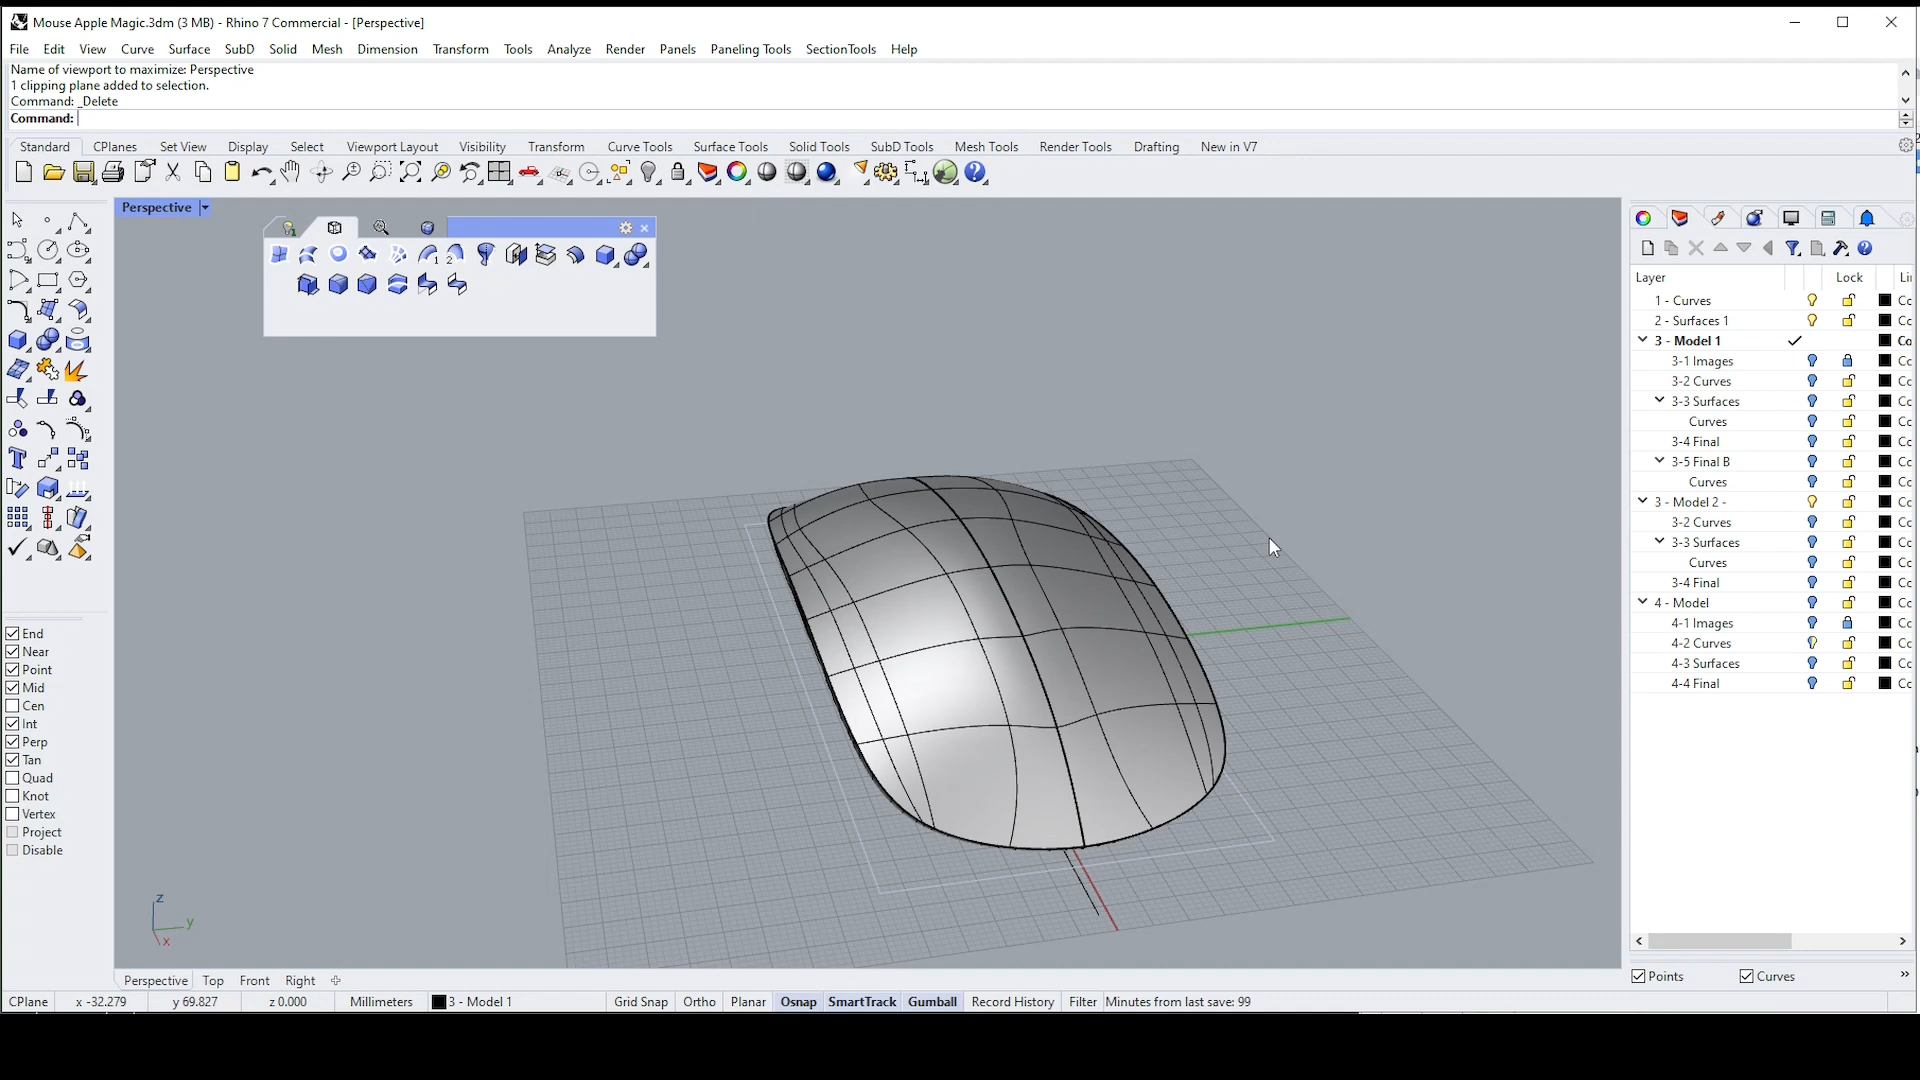 Mouse Apple Magic.3dm (3 MB) - Rhino 7 Commercial - [Perspective]
File Edit View Curve Surface SubD Solid Mesh Dimension Transform Tools Analyze Render Panels Paneling Tools SectionTools Help
Name of viewport to maximize: Perspective
1 clipping plane added to selection.
Command: _Delete
Command:
Standard CPlanes Set View Display Select Viewport Layout Visibility Transform Curve Tools Surface Tools Solid Tools SubD Tools Mesh Tools Render Tools Drafting New in V7
Perspective
Layer Lock
1 - Curves
2 - Surfaces 1
3 - Model 1
3-1 Images
3-2 Curves
3-3 Surfaces
Curves
3-4 Final
3-5 Final B
Curves
3 - Model 2 -
3-2 Curves
3-3 Surfaces
Curves
3-4 Final
4 - Model
4-1 Images
4-2 Curves
4-3 Surfaces
4-4 Final
End
Near
Point
Mid
Cen
Int
Perp
Tan
Quad
Knot
Vertex
Project
Disable
z
y
x
Perspective Top Front Right
Points Curves
CPlane x -32.279 y 69.827 z 0.000 Millimeters 3 - Model 1 Grid Snap Ortho Planar Osnap SmartTrack Gumball Record History Filter Minutes from last save: 99